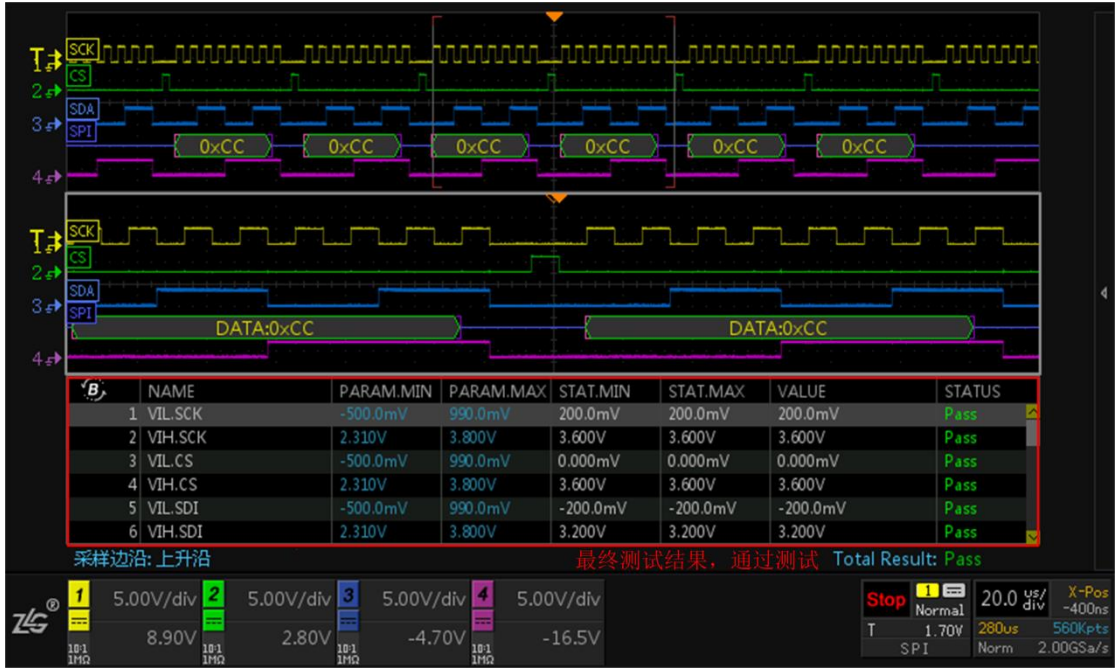 SCK
T
CS
2
SDA
3
SPI
0xCC 0xCC 0xCC 0xCC 0xCC 0xCC
4
SCK
T
CS
2
SDA
3
SPI
DATA:0xCC DATA:0xCC
4
B NAME PARAM.MIN PARAM.MAX STAT.MIN STAT.MAX VALUE STATUS
1 VIL.SCK -500.0mV 990.0mV 200.0mV 200.0mV 200.0mV Pass
2 VIH.SCK 2.310V 3.800V 3.600V 3.600V 3.600V Pass
3 VIL.CS -500.0mV 990.0mV 0.000mV 0.000mV 0.000mV Pass
4 VIH.CS 2.310V 3.800V 3.600V 3.600V 3.600V Pass
5 VIL.SDI -500.0mV 990.0mV -200.0mV -200.0mV -200.0mV Pass
6 VIH.SDI 2.310V 3.800V 3.200V 3.200V 3.200V Pass
采样边沿: 上升沿 最终测试结果，通过测试 Total Result: Pass
ZLG® 1 5.00V/div 2 5.00V/div 3 5.00V/div 4 5.00V/div Stop 1 Normal 20.0 us/div X-Pos -400ns
8.90V 2.80V -4.70V -16.5V T 1.70V 280us 560Kpts
10:1 1MΩ 10:1 1MΩ 10:1 1MΩ 10:1 1MΩ SPI Norm 2.00GSa/s